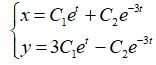 x = C₁eᵗ + C₂e⁻³ᵗ
y = 3C₁eᵗ − C₂e⁻³ᵗ